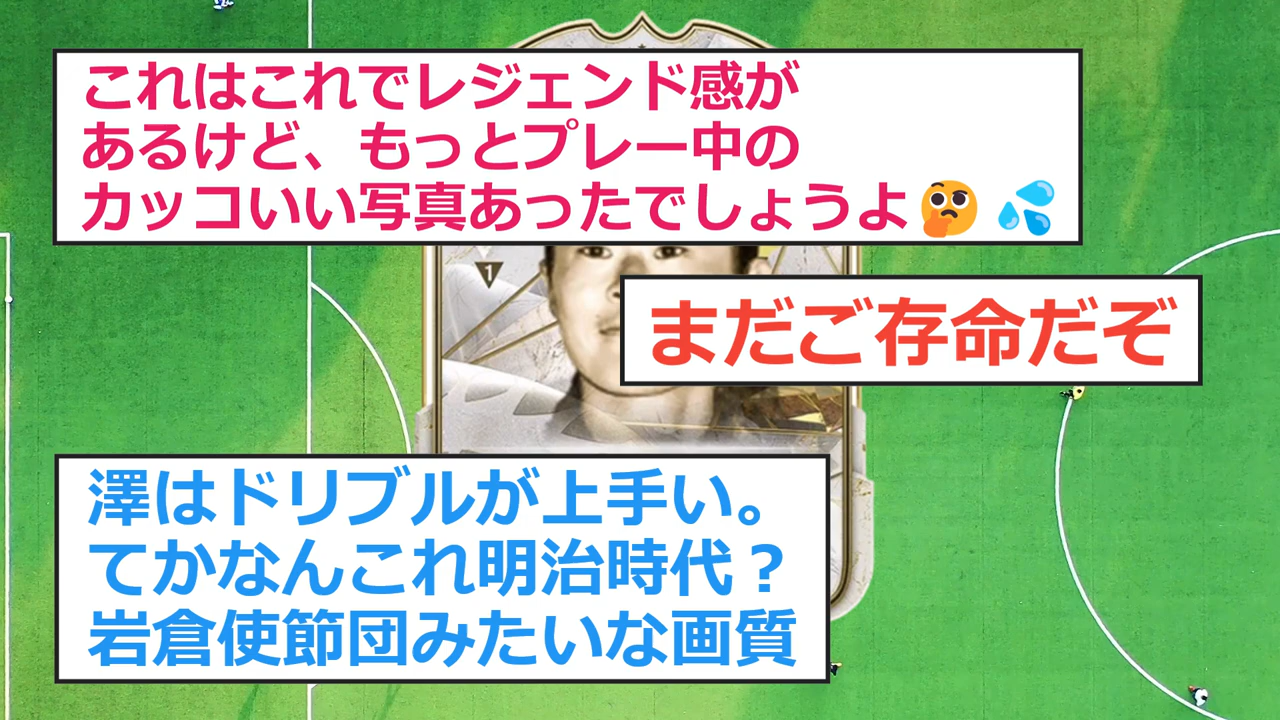 これはこれでレジェンド感が
あるけど、もっとプレー中の
カッコいい写真あったでしょうよ🤔💦
1
まだご存命だぞ
澤はドリブルが上手い。
てかなんこれ明治時代？
岩倉使節団みたいな画質